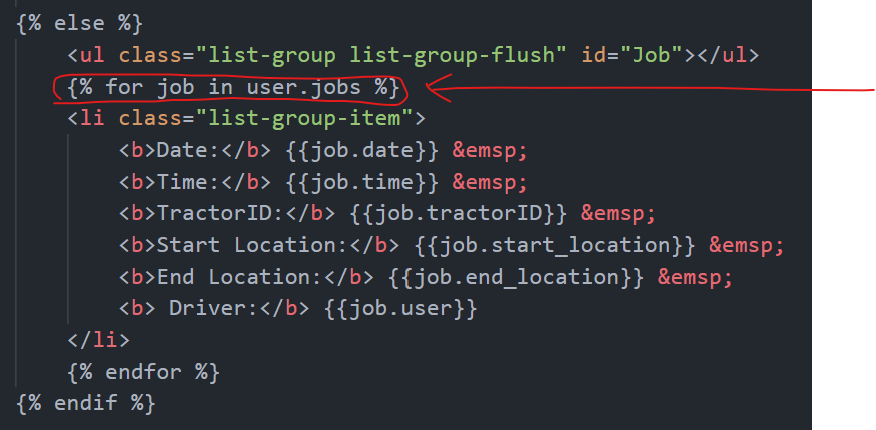 {% else %}
<ul class="list-group list-group-flush" id="Job"></ul>
{% for job in user.jobs %}
<li class="list-group-item">
<b>Date:</b> {{job.date}} &emsp;
<b>Time:</b> {{job.time}} &emsp;
<b>TractorID:</b> {{job.tractorID}} &emsp;
<b>Start Location:</b> {{job.start_location}} &emsp;
<b>End Location:</b> {{job.end_location}} &emsp;
<b> Driver:</b> {{job.user}}
</li>
{% endfor %}
{% endif %}